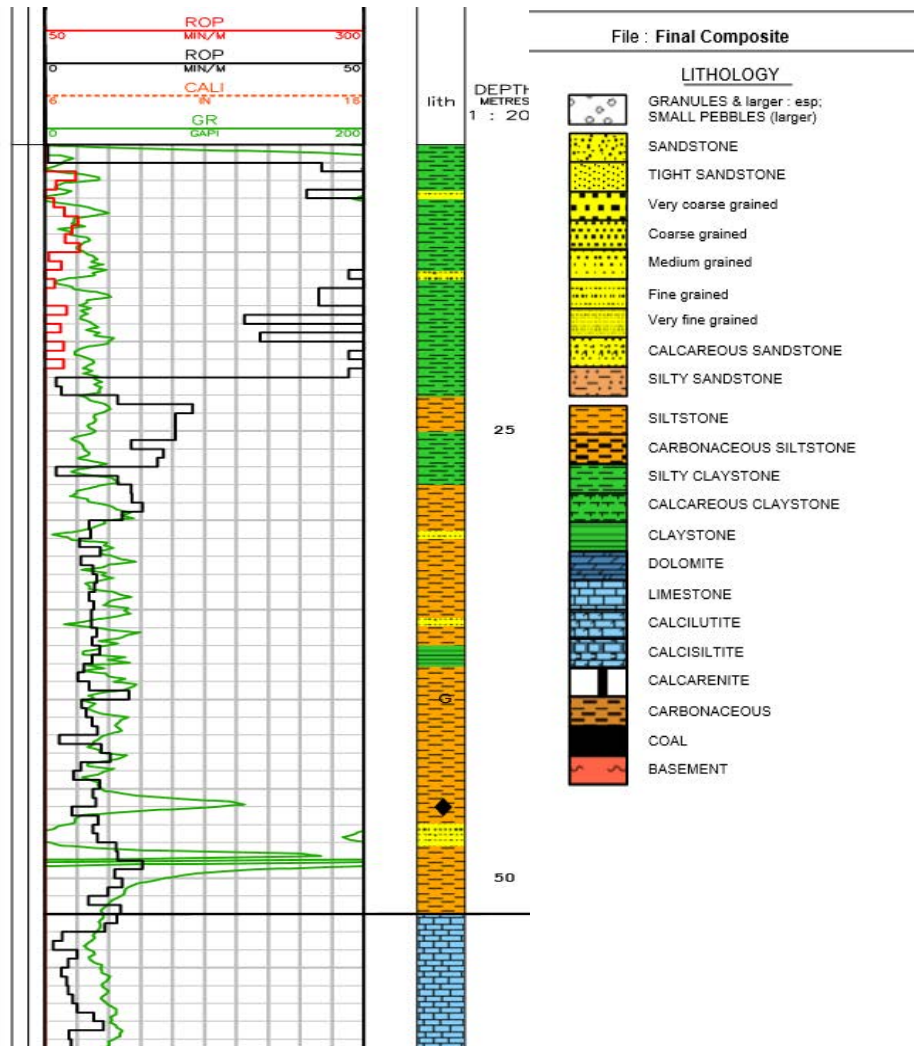 ROP
50 MIN/M 300
ROP
0 MIN/M 50
CALI
6 IN 16
GR
0 GAPI 200
lith
DEPTH
METRES
1 : 20
25
G
50
File : Final Composite
LITHOLOGY
GRANULES & larger : esp;
SMALL PEBBLES (larger)
SANDSTONE
TIGHT SANDSTONE
Very coarse grained
Coarse grained
Medium grained
Fine grained
Very fine grained
CALCAREOUS SANDSTONE
SILTY SANDSTONE
SILTSTONE
CARBONACEOUS SILTSTONE
SILTY CLAYSTONE
CALCAREOUS CLAYSTONE
CLAYSTONE
DOLOMITE
LIMESTONE
CALCILUTITE
CALCISILTITE
CALCARENITE
CARBONACEOUS
COAL
BASEMENT